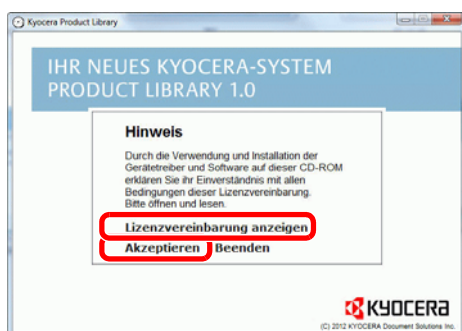 Kyocera Product Library
IHR NEUES KYOCERA-SYSTEM
PRODUCT LIBRARY 1.0
Hinweis
Durch die Verwendung und Installation der
Gerätetreiber und Software auf dieser CD-ROM
erklären Sie ihr Einverständnis mit allen
Bedingungen dieser Lizenzvereinbarung.
Bitte öffnen und lesen.
Lizenzvereinbarung anzeigen
Akzeptieren Beenden
KYOCERA
(C) 2012 KYOCERA Document Solutions Inc.